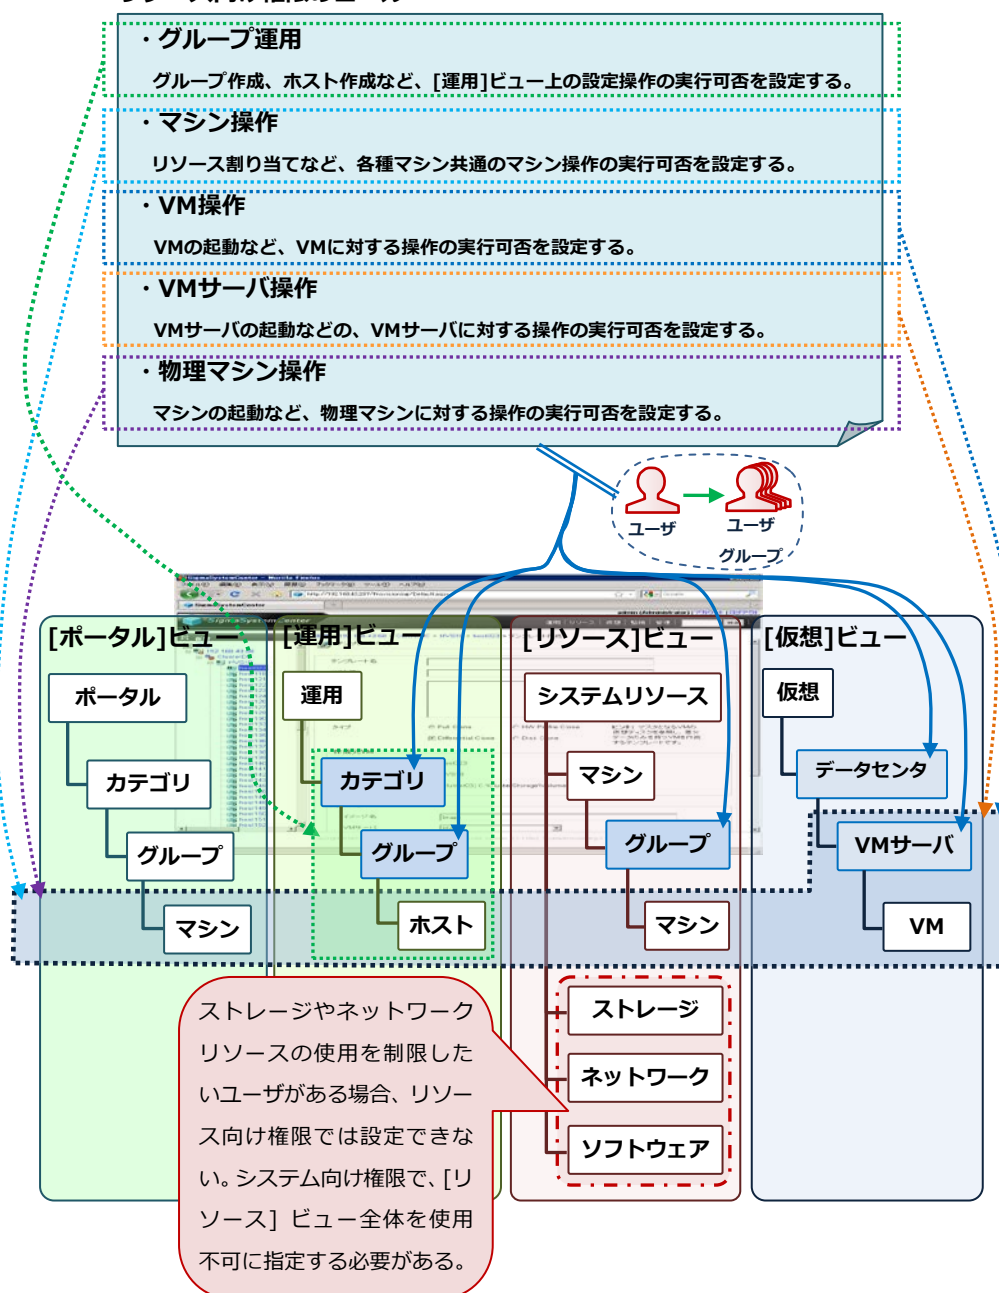 ・グループ運用
グループ作成、ホスト作成など、[運用]ビュー上の設定操作の実行可否を設定する。
・マシン操作
リソース割り当てなど、各種マシン共通のマシン操作の実行可否を設定する。
・VM操作
VMの起動など、VMに対する操作の実行可否を設定する。
・VMサーバ操作
VMサーバの起動などの、VMサーバに対する操作の実行可否を設定する。
・物理マシン操作
マシンの起動など、物理マシンに対する操作の実行可否を設定する。
ユーザ
ユーザ
グループ
SigmaSystemCenter - Mozilla Firefox
SigmaSystemCenter
[ポータル]ビュー
[運用]ビュー
[リソース]ビュー
[仮想]ビュー
ポータル
運用
システムリソース
仮想
カテゴリ
カテゴリ
マシン
データセンタ
グループ
グループ
グループ
VMサーバ
マシン
ホスト
マシン
VM
ストレージ
ネットワーク
ソフトウェア
ストレージやネットワーク
リソースの使用を制限した
いユーザがある場合、リソー
ス向け権限では設定できな
い。システム向け権限で、[リ
ソース] ビュー全体を使用
不可に指定する必要がある。